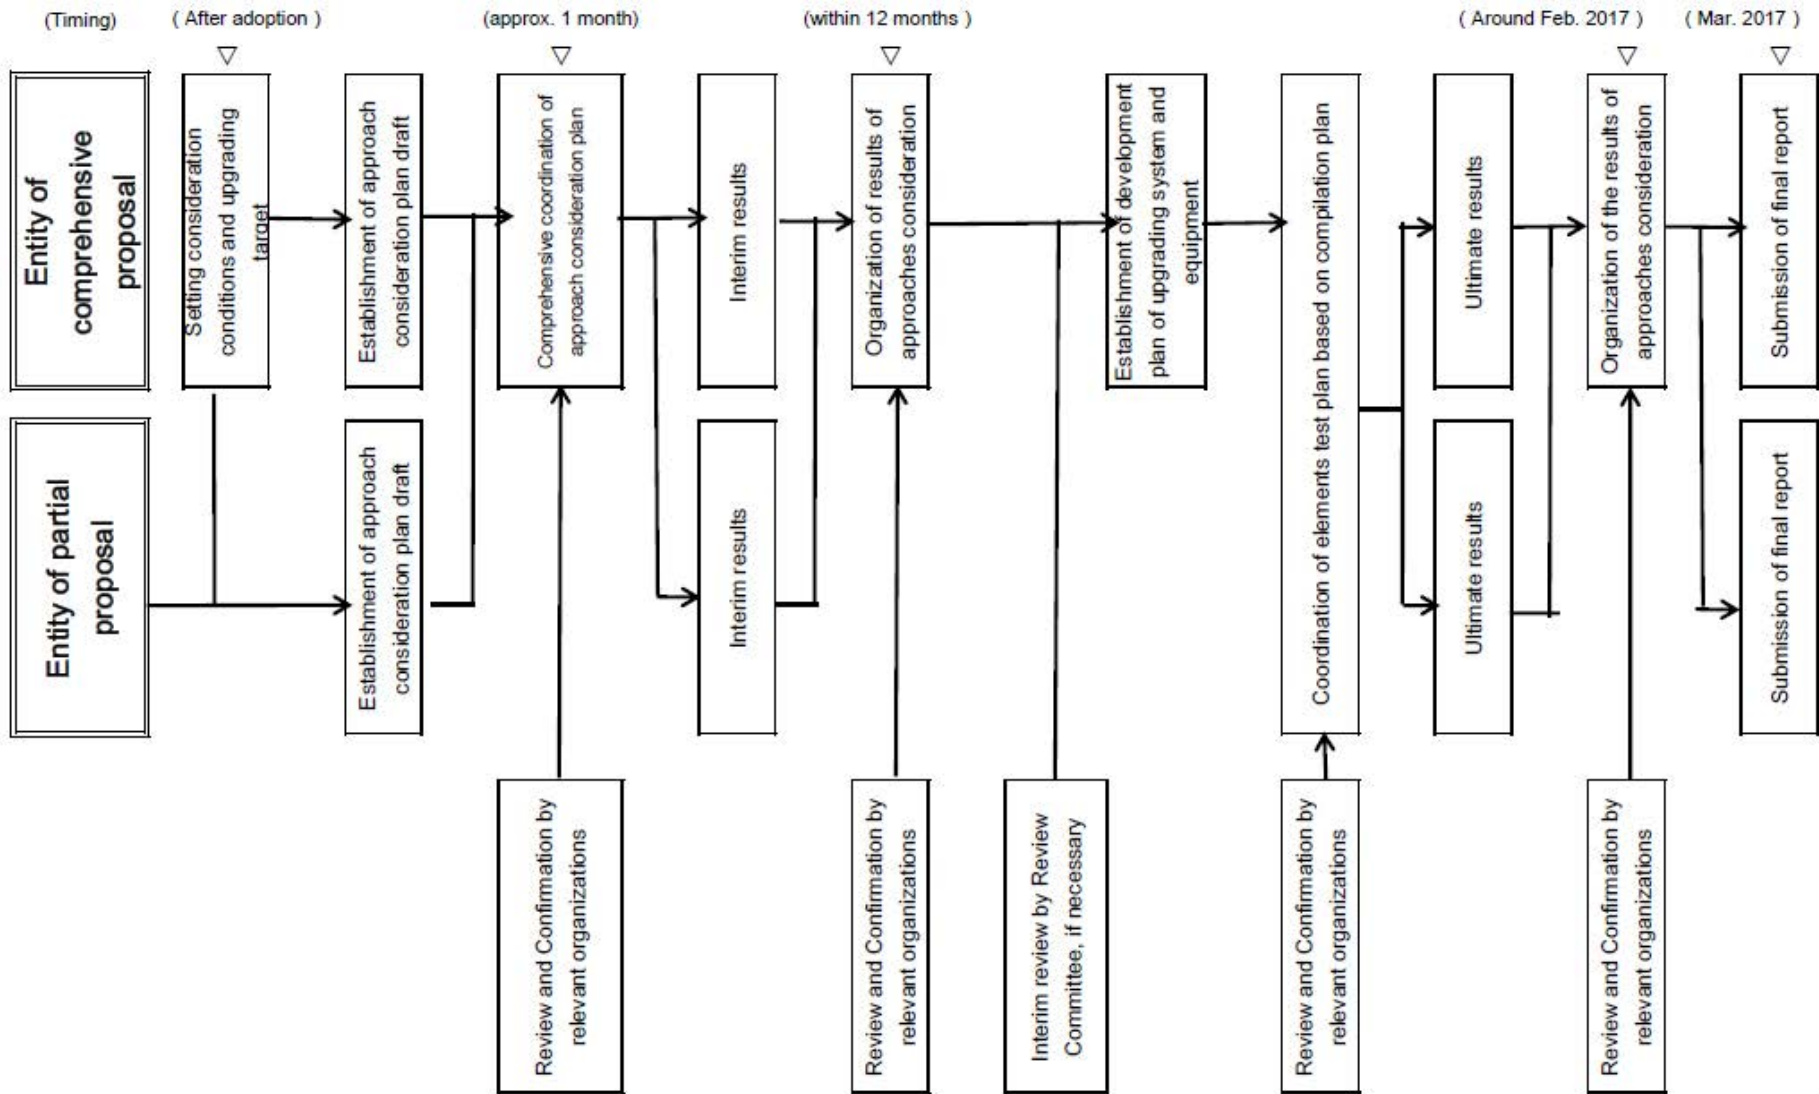 (Timing)
( After adoption )
(approx. 1 month)
(within 12 months )
( Around Feb. 2017 )
( Mar. 2017 )
Entity of
comprehensive
proposal
Setting consideration
conditions and upgrading
target
Establishment of approach
consideration plan draft
Comprehensive coordination of
approach consideration plan
Interim results
Organization of results of
approaches consideration
Establishment of development
plan of upgrading system and
equipment
Coordination of elements test plan based on compilation plan
Ultimate results
Organization of the results of
approaches consideration
Submission of final report
Entity of partial
proposal
Establishment of approach
consideration plan draft
Interim results
Ultimate results
Submission of final report
Review and Confirmation by
relevant organizations
Review and Confirmation by
relevant organizations
Interim review by Review
Committee, if necessary
Review and Confirmation by
relevant organizations
Review and Confirmation by
relevant organizations